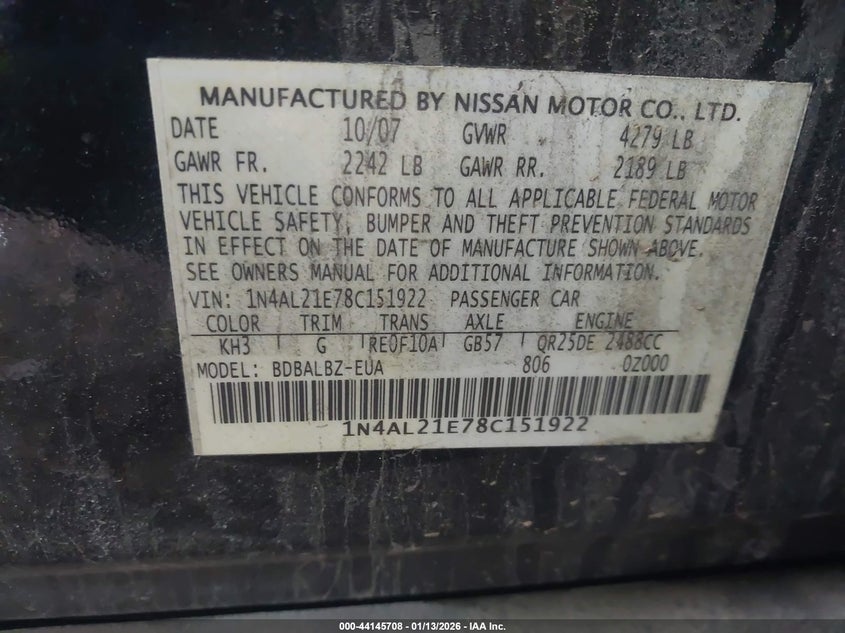 MANUFACTURED BY NISSAN MOTOR CO., LTD.
DATE 10/07 GVWR 4279 LB
GAWR FR. 2242 LB GAWR RR. 2189 LB
THIS VEHICLE CONFORMS TO ALL APPLICABLE FEDERAL MOTOR
VEHICLE SAFETY, BUMPER AND THEFT PREVENTION STANDARDS
IN EFFECT ON THE DATE OF MANUFACTURE SHOWN ABOVE.
SEE OWNERS MANUAL FOR ADDITIONAL INFORMATION.
VIN: 1N4AL21E78C151922 PASSENGER CAR
COLOR TRIM TRANS AXLE ENGINE
KH3 G RE0F10A GB57 QR25DE 2488CC
MODEL: BDBALBZ-EUA 806 0Z000
1N4AL21E78C151922
000-44145708 - 01/13/2026 - IAA Inc.